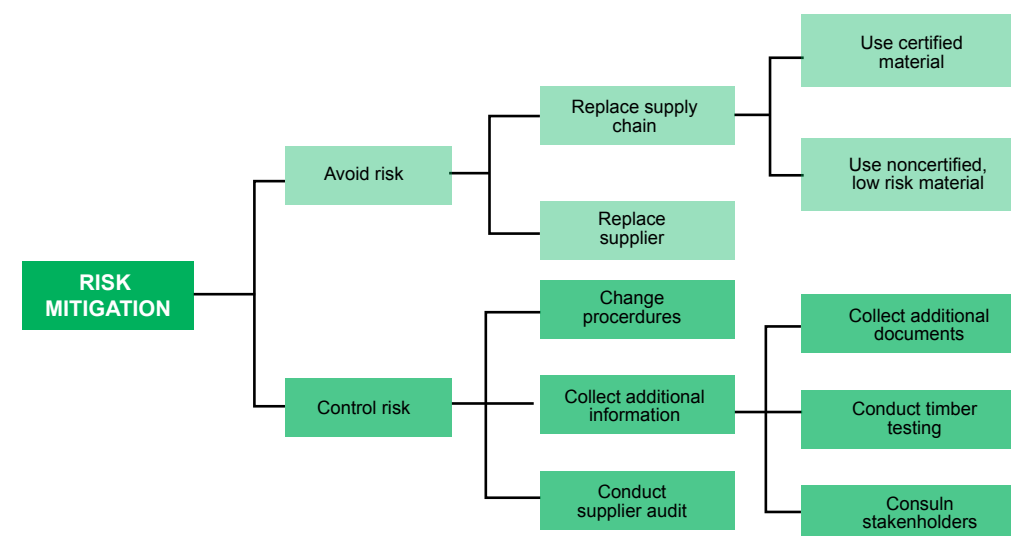 Use certified
material
Replace supply
chain
Avoid risk
Use noncertified,
low risk material
Replace
supplier
RISK
MITIGATION
Change
procedures
Collect additional
documents
Control risk
Collect additional
information
Conduct timber
testing
Conduct
supplier audit
Consuln
stakenholders